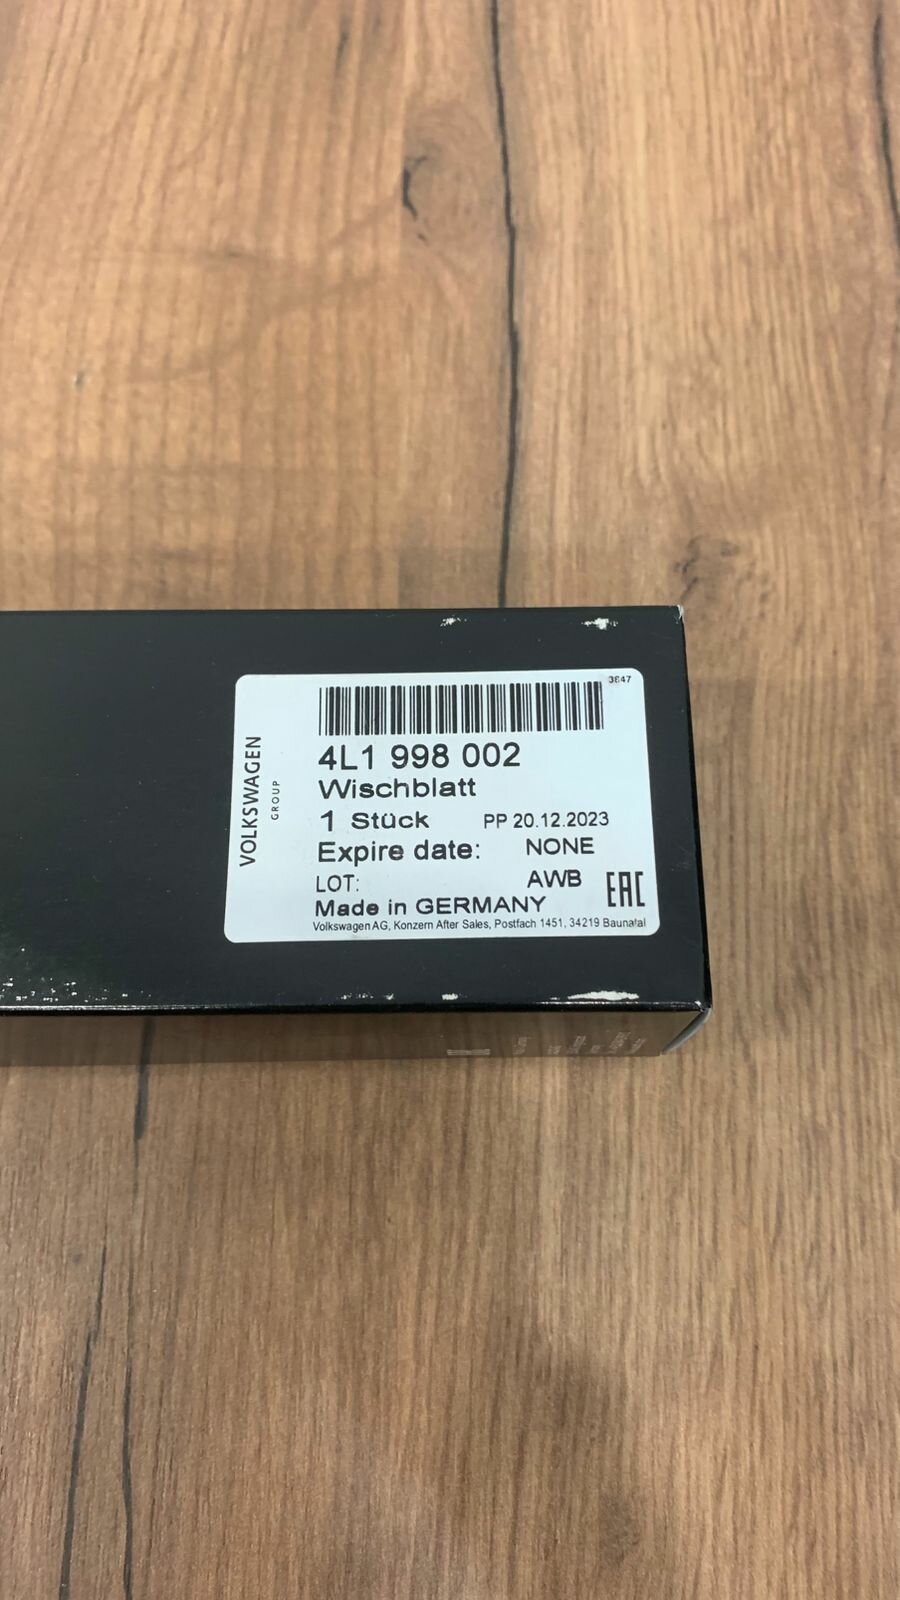 3847
4L1 998 002
Wischblatt
1 Stück PP 20.12.2023
Expire date: NONE
LOT: AWB
EAC
Made in GERMANY
Volkswagen AG, Konzern After Sales, Postfach 1451, 34219 Baunatal
VOLKSWAGEN
GROUP